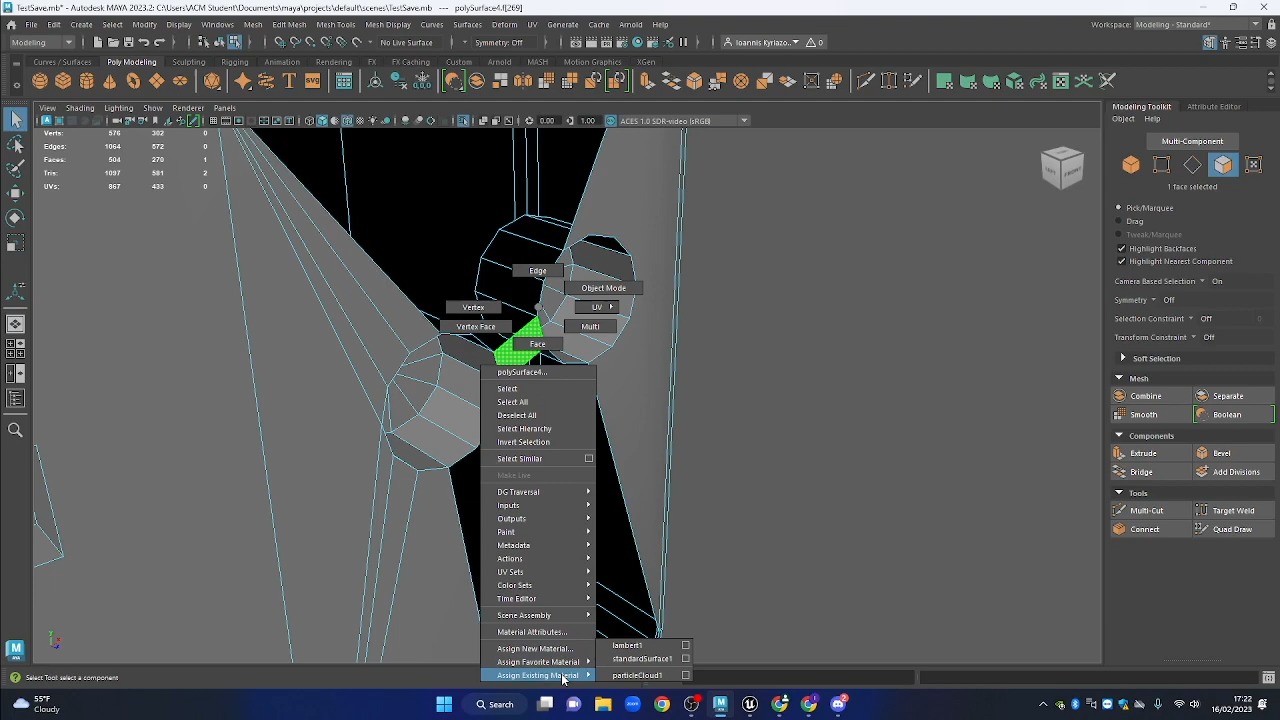 TestSave.mb* - Autodesk MAYA 2023.2: C:\Users\ACM Student\Documents\maya\projects\default\scenes\TestSave.mb --- polySurface4.f[269]
File Edit Create Select Modify Display Windows Mesh Edit Mesh Mesh Tools Mesh Display Curves Surfaces Deform UV Generate Cache Arnold Help
Workspace: Modeling - Standard*
Modeling No Live Surface Symmetry: Off Ioannis Kyriazo... 0
Curves / Surfaces Poly Modeling Sculpting Rigging Animation Rendering FX FX Caching Custom Arnold MASH Motion Graphics XGen
SVG
View Shading Lighting Show Renderer Panels
0.00 1.00 ACES 1.0 SDR-video (sRGB)
Verts: 576 302 0
Edges: 1064 572 0
Faces: 504 270 1
Tris: 1097 581 2
UVs: 867 433 0
LEFT FRONT
Edge
Object Mode
Vertex
UV
Vertex Face
Multi
Face
polySurface4...
Select
Select All
Deselect All
Select Hierarchy
Invert Selection
Select Similar
Make Live
DG Traversal
Inputs
Outputs
Paint
Metadata
Actions
UV Sets
Color Sets
Time Editor
Scene Assembly
Material Attributes...
Assign New Material...
Assign Favorite Material
Assign Existing Material
lambert1
standardSurface1
particleCloud1
Modeling Toolkit Attribute Editor
Object Help
Multi-Component
1 face selected
Pick/Marquee
Drag
Tweak/Marquee
Highlight Backfaces
Highlight Nearest Component
Camera Based Selection On
Symmetry Off
Selection Constraint Off 0
Transform Constraint Off
Soft Selection
Mesh
Combine Separate
Smooth Boolean
Components
Extrude Bevel
Bridge Add Divisions
Tools
Multi-Cut Target Weld
Connect Quad Draw
Select Tool: select a component
55°F
Cloudy
Search
17:22
16/02/2023